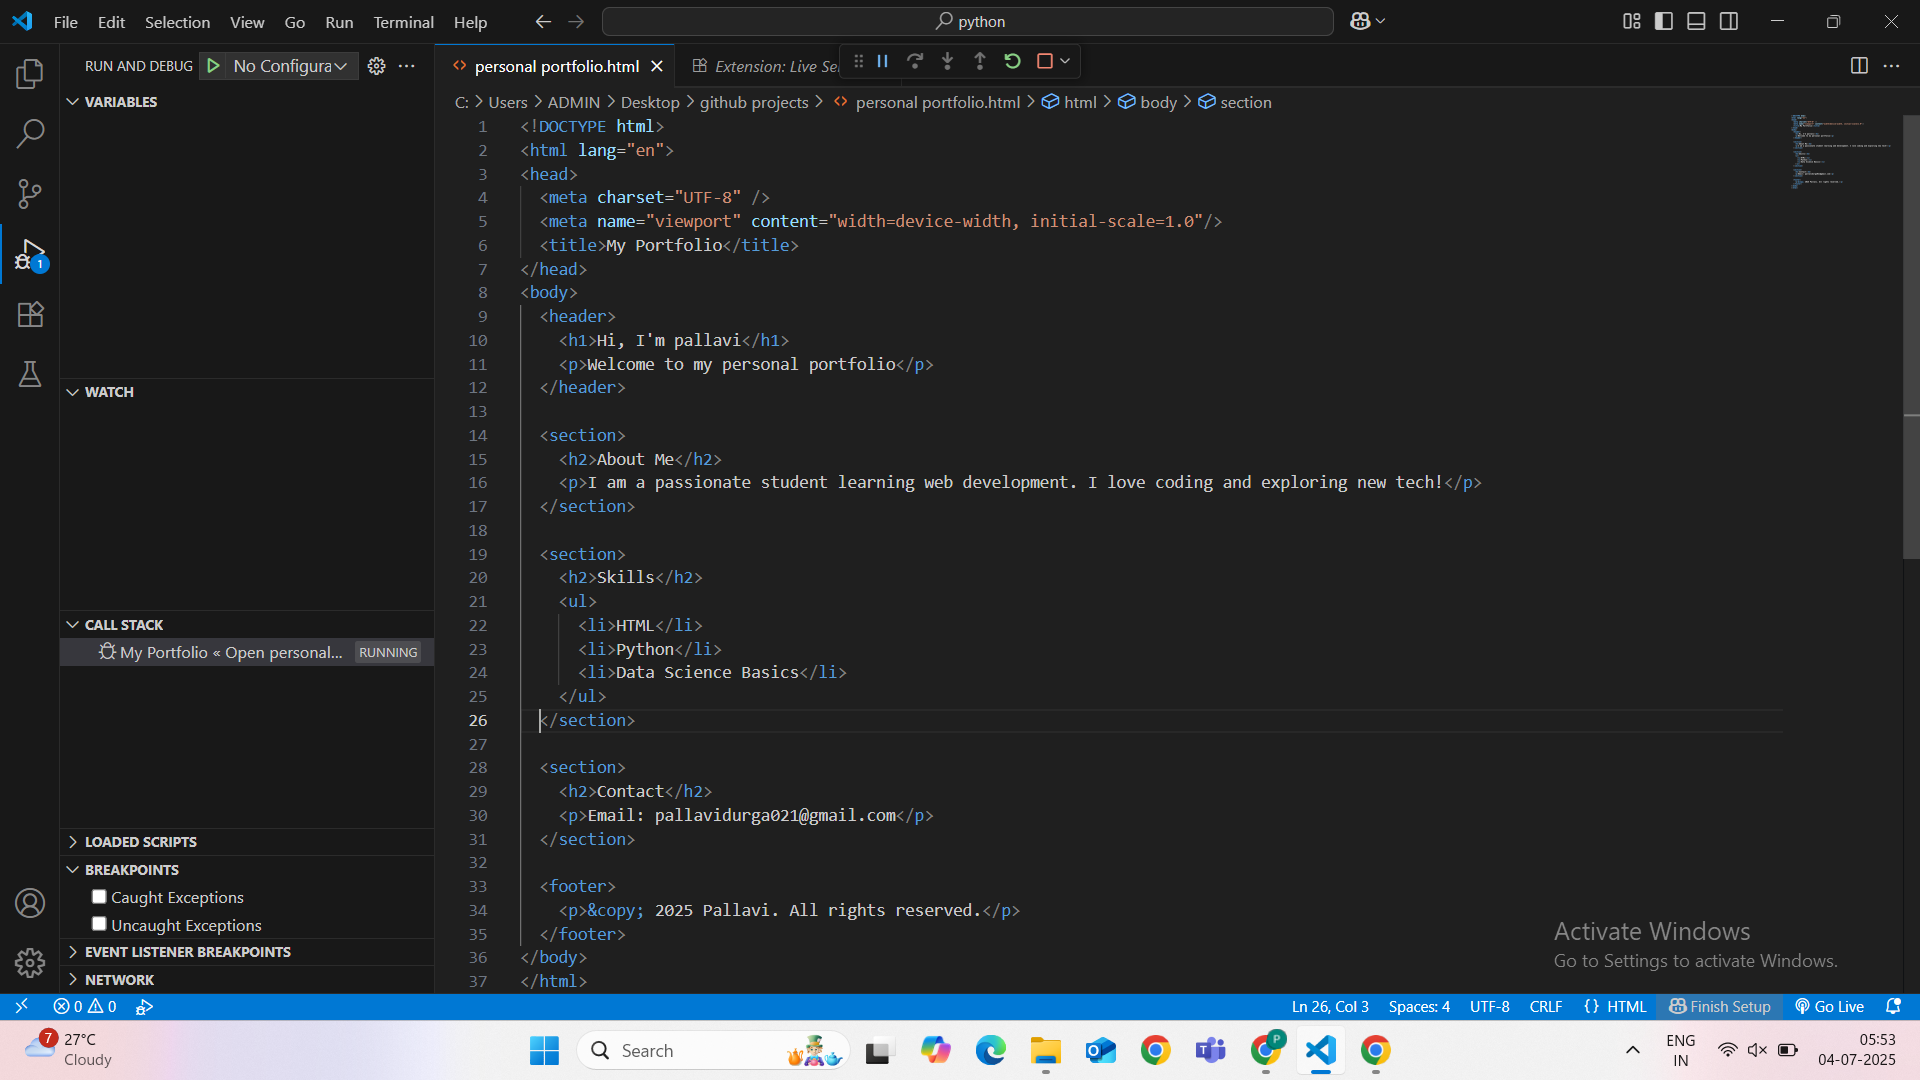 File Edit Selection View Go Run Terminal Help
python
RUN AND DEBUG No Configura
personal portfolio.html
Extension: Live Se
C: > Users > ADMIN > Desktop > github projects > personal portfolio.html > html > body > section
VARIABLES
WATCH
CALL STACK
My Portfolio « Open personal... RUNNING
LOADED SCRIPTS
BREAKPOINTS
Caught Exceptions
Uncaught Exceptions
EVENT LISTENER BREAKPOINTS
NETWORK
1
1 <!DOCTYPE html>
2 <html lang="en">
3 <head>
4 <meta charset="UTF-8" />
5 <meta name="viewport" content="width=device-width, initial-scale=1.0"/>
6 <title>My Portfolio</title>
7 </head>
8 <body>
9 <header>
10 <h1>Hi, I'm pallavi</h1>
11 <p>Welcome to my personal portfolio</p>
12 </header>
13
14 <section>
15 <h2>About Me</h2>
16 <p>I am a passionate student learning web development. I love coding and exploring new tech!</p>
17 </section>
18
19 <section>
20 <h2>Skills</h2>
21 <ul>
22 <li>HTML</li>
23 <li>Python</li>
24 <li>Data Science Basics</li>
25 </ul>
26 </section>
27
28 <section>
29 <h2>Contact</h2>
30 <p>Email: pallavidurga021@gmail.com</p>
31 </section>
32
33 <footer>
34 <p>&copy; 2025 Pallavi. All rights reserved.</p>
35 </footer>
36 </body>
37 </html>
Activate Windows
Go to Settings to activate Windows.
0 0
Ln 26, Col 3 Spaces: 4 UTF-8 CRLF {} HTML Finish Setup Go Live
7 27°C
Cloudy
Search
P
ENG
IN
05:53
04-07-2025